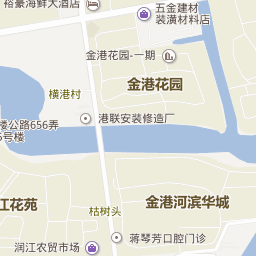 裕豪海鲜大酒店
五金建材
装潢材料店
金港花园-一期
金港花园
横港村
港联安装修造厂
楼公路656弄
5号楼
江花苑
金港河滨华城
枯树头
蒋琴芳口腔门诊
润江农贸市场